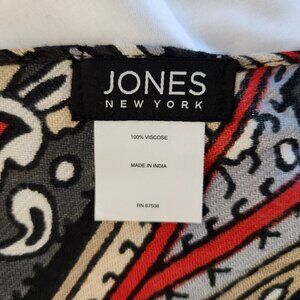 JONES
NEW YORK
100% VISCOSE
MADE IN INDIA
RN 67508